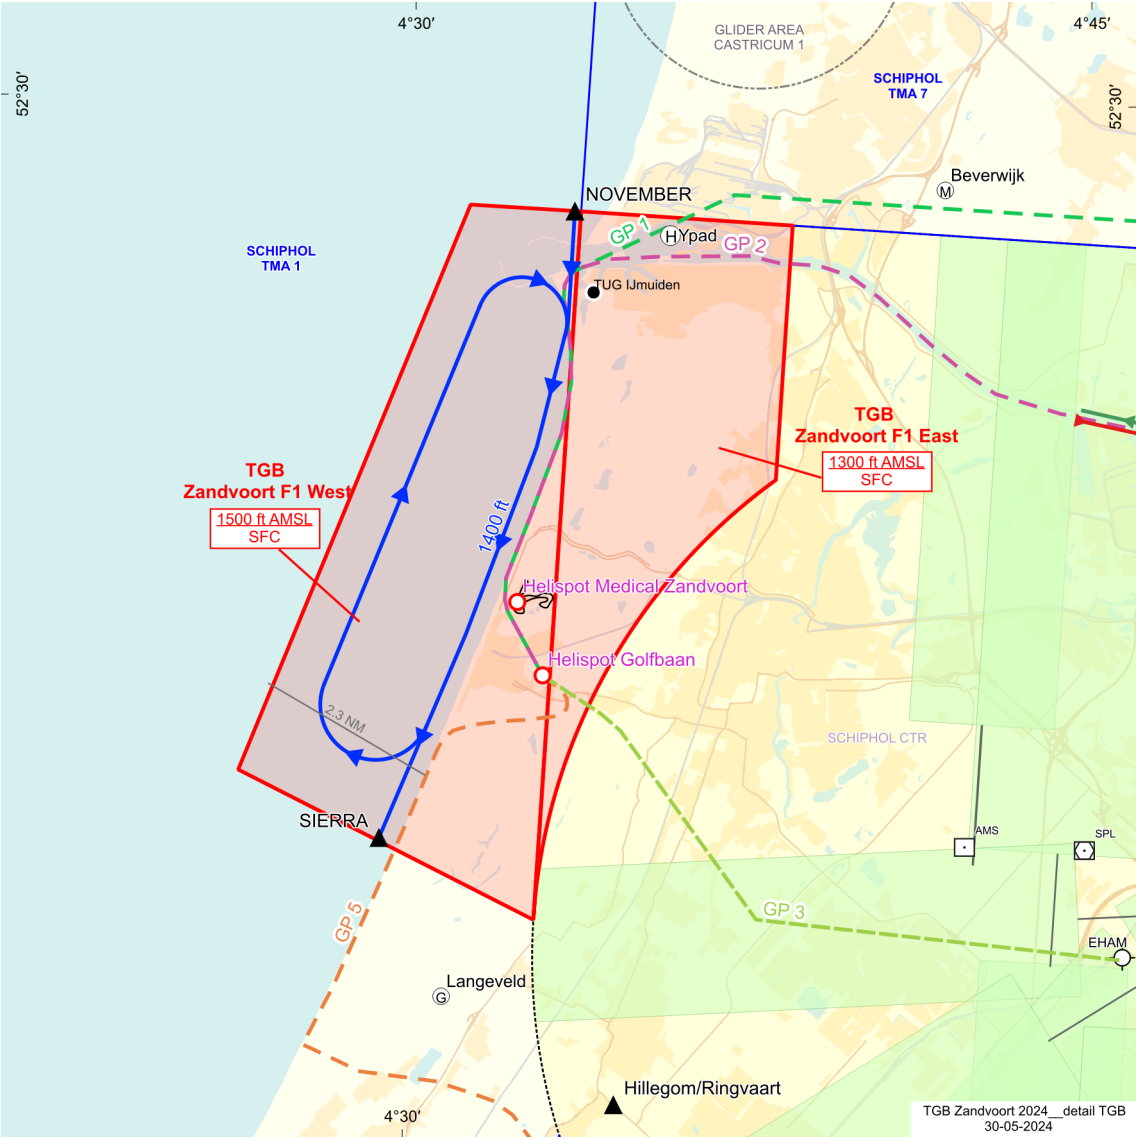 4°30'
4°45'
GLIDER AREA
CASTRICUM 1
52°30'
52°30'
SCHIPHOL
TMA 7
Beverwijk
M
NOVEMBER
GP 1
H
Ypad
GP 2
SCHIPHOL
TMA 1
TUG IJmuiden
TGB
Zandvoort F1 East
1300 ft AMSL
SFC
TGB
Zandvoort F1 West
1500 ft AMSL
SFC
1400 ft
Helispot Medical Zandvoort
Helispot Golfbaan
2.3 NM
SCHIPHOL CTR
SIERRA
AMS
SPL
GP 5
GP 3
EHAM
Langeveld
G
Hillegom/Ringvaart
4°30'
TGB Zandvoort 2024__detail TGB
30-05-2024